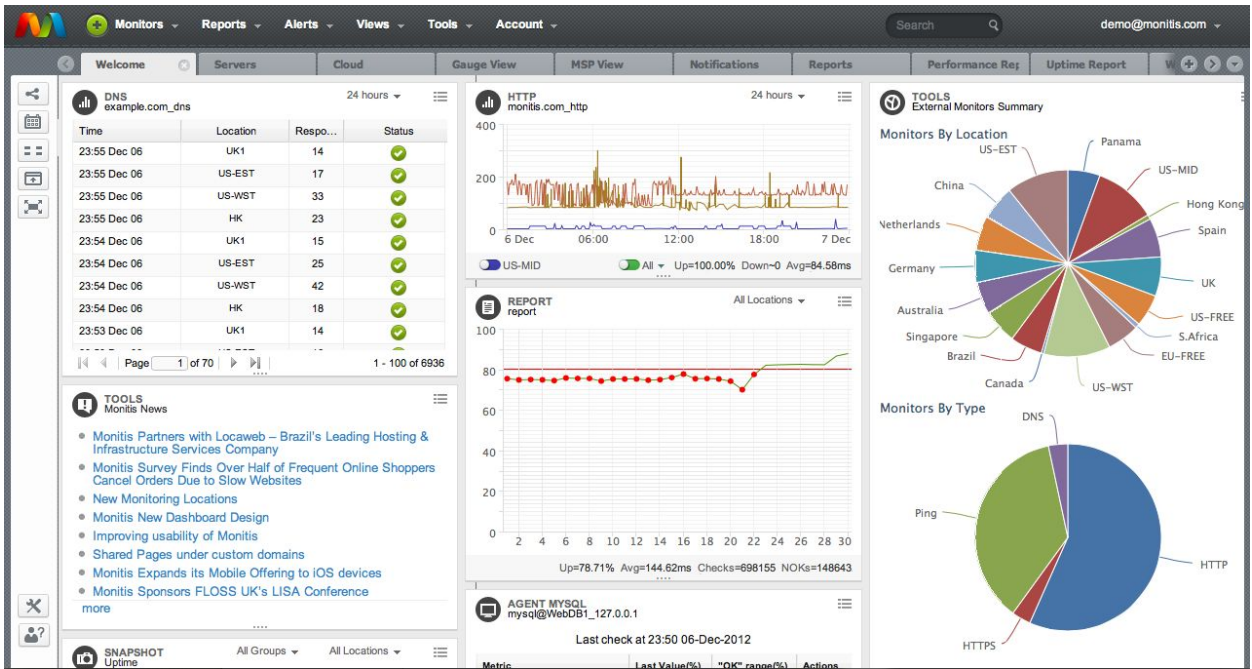 Monitors
Reports
Alerts
Views
Tools
Account
Search
demo@monitis.com
Welcome
Servers
Cloud
Gauge View
MSP View
Notifications
Reports
Performance Rep
Uptime Report
W
DNS
example.com_dns
24 hours
Time Location Respo... Status
23:55 Dec 06 UK1 14
23:55 Dec 06 US-EST 17
23:55 Dec 06 US-WST 33
23:55 Dec 06 HK 23
23:54 Dec 06 UK1 15
23:54 Dec 06 US-EST 25
23:54 Dec 06 US-WST 42
23:54 Dec 06 HK 18
23:53 Dec 06 UK1 14
Page 1 of 70
1 - 100 of 6936
TOOLS
Monitis News
Monitis Partners with Locaweb – Brazil's Leading Hosting &
Infrastructure Services Company
Monitis Survey Finds Over Half of Frequent Online Shoppers
Cancel Orders Due to Slow Websites
New Monitoring Locations
Monitis New Dashboard Design
Improving usability of Monitis
Shared Pages under custom domains
Monitis Expands its Mobile Offering to iOS devices
Monitis Sponsors FLOSS UK's LISA Conference
more
SNAPSHOT
Uptime
All Groups
All Locations
HTTP
monitis.com_http
24 hours
400
200
0
6 Dec 06:00 12:00 18:00 7 Dec
US-MID
All
Up=100.00% Down~0 Avg=84.58ms
REPORT
report
All Locations
100
80
60
40
20
0
2 4 6 8 10 12 14 16 18 20 22 24 26 28 30
Up=78.71% Avg=144.62ms Checks=698155 NOKs=148643
AGENT MYSQL
mysql@WebDB1_127.0.0.1
Last check at 23:50 06-Dec-2012
Metric Last Value(%) "OK" range(%) Actions
TOOLS
External Monitors Summary
Monitors By Location
US-EST
Panama
US-MID
China
Hong Kong
Netherlands
Spain
Germany
UK
Australia
US-FREE
Singapore
S.Africa
Brazil
EU-FREE
Canada
US-WST
Monitors By Type
DNS
Ping
HTTP
HTTPS